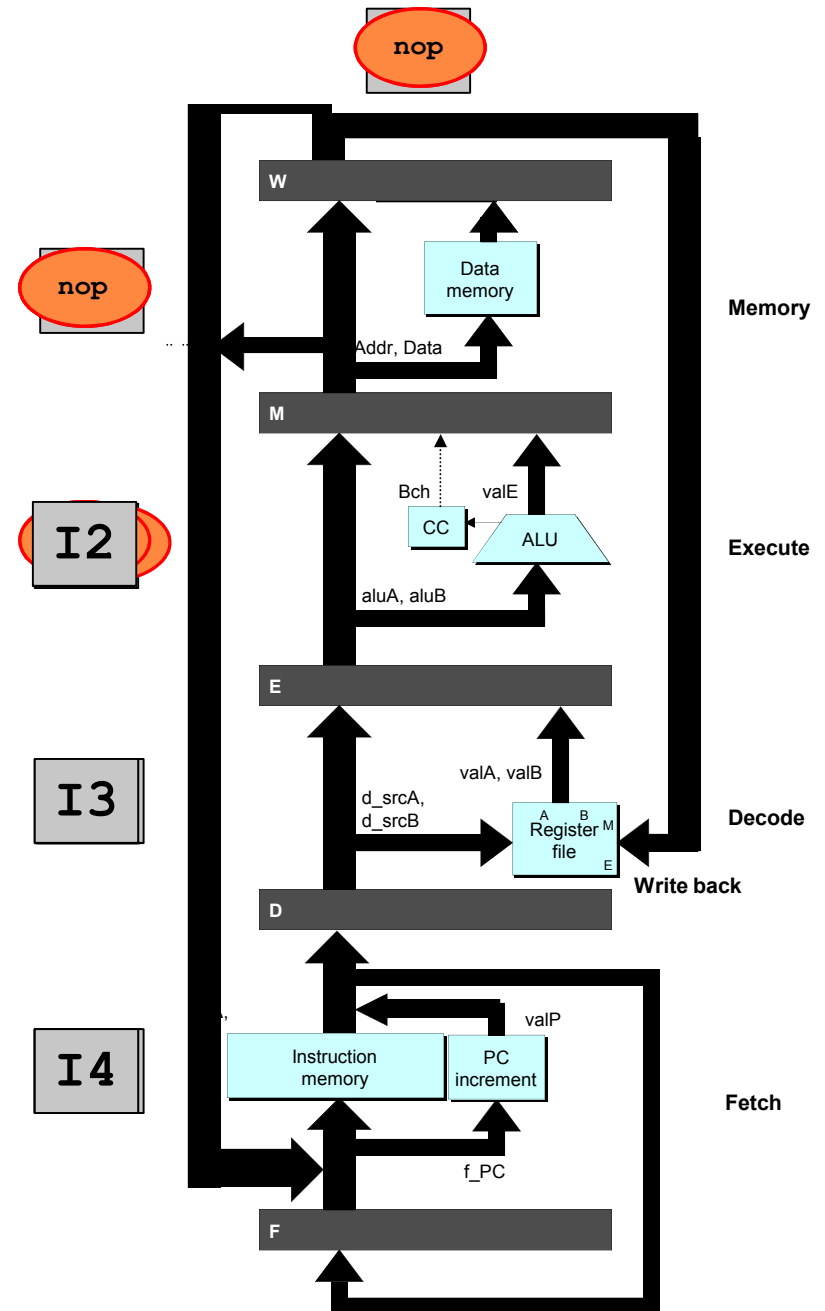 nop
W
nop
Data
memory
Memory
Addr, Data
M
Bch
valE
I2
CC
ALU
Execute
aluA, aluB
E
I3
valA, valB
d_srcA,
d_srcB
A B
M
Register
file
E
Decode
Write back
D
valP
I4
Instruction
memory
PC
increment
Fetch
f_PC
F